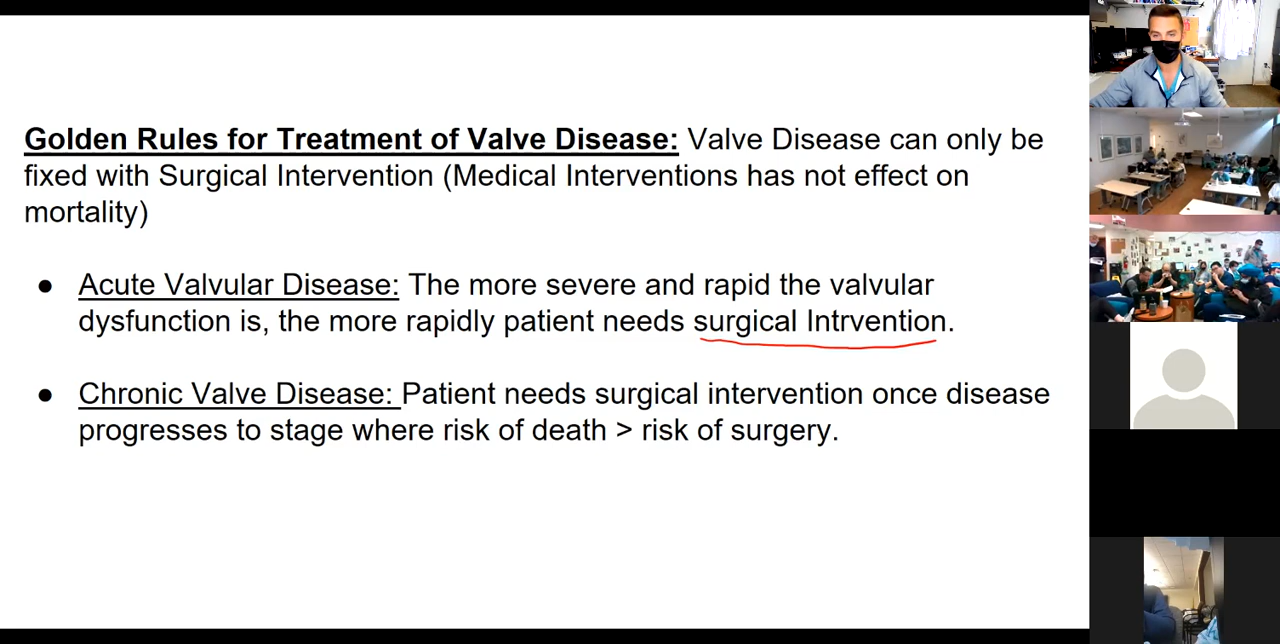 Golden Rules for Treatment of Valve Disease: Valve Disease can only be
fixed with Surgical Intervention (Medical Interventions has not effect on
mortality)
● Acute Valvular Disease: The more severe and rapid the valvular
dysfunction is, the more rapidly patient needs surgical Intrvention.
● Chronic Valve Disease: Patient needs surgical intervention once disease
progresses to stage where risk of death > risk of surgery.